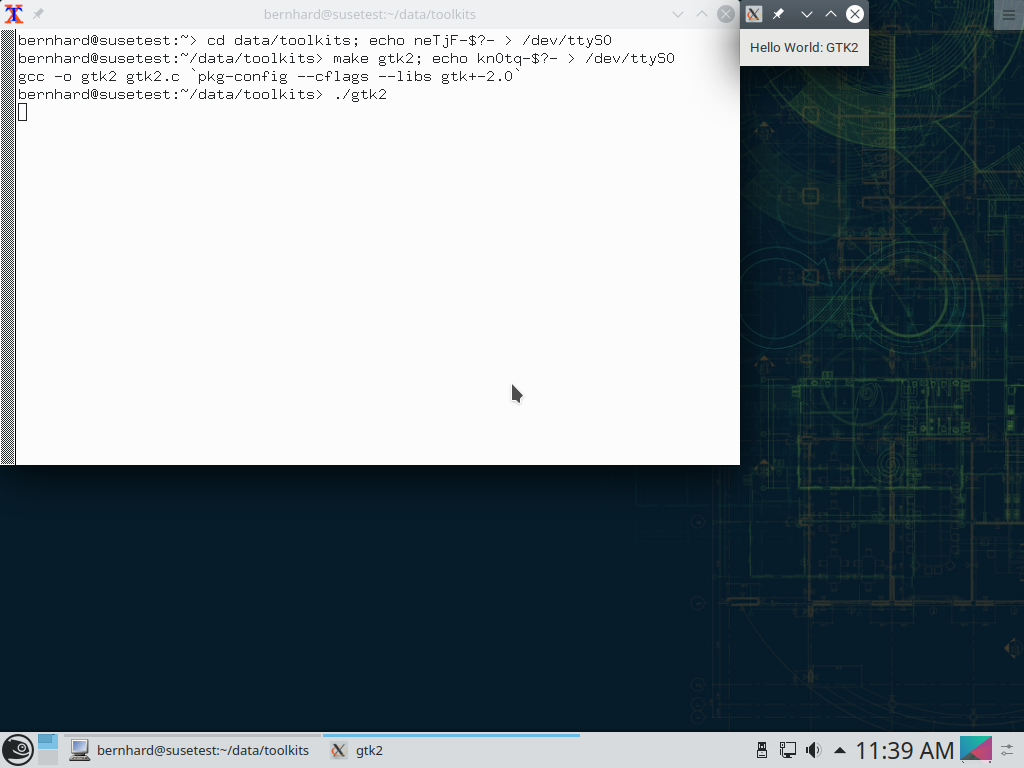 bernhard@susetest:~/data/toolkits
bernhard@susetest:~> cd data/toolkits; echo neTjF-$?- > /dev/ttyS0
bernhard@susetest:~/data/toolkits> make gtk2; echo kn0tq-$?- > /dev/ttyS0
gcc -o gtk2 gtk2.c `pkg-config --cflags --libs gtk+-2.0`
bernhard@susetest:~/data/toolkits> ./gtk2
Hello World: GTK2
bernhard@susetest:~/data/toolkits
gtk2
11:39 AM